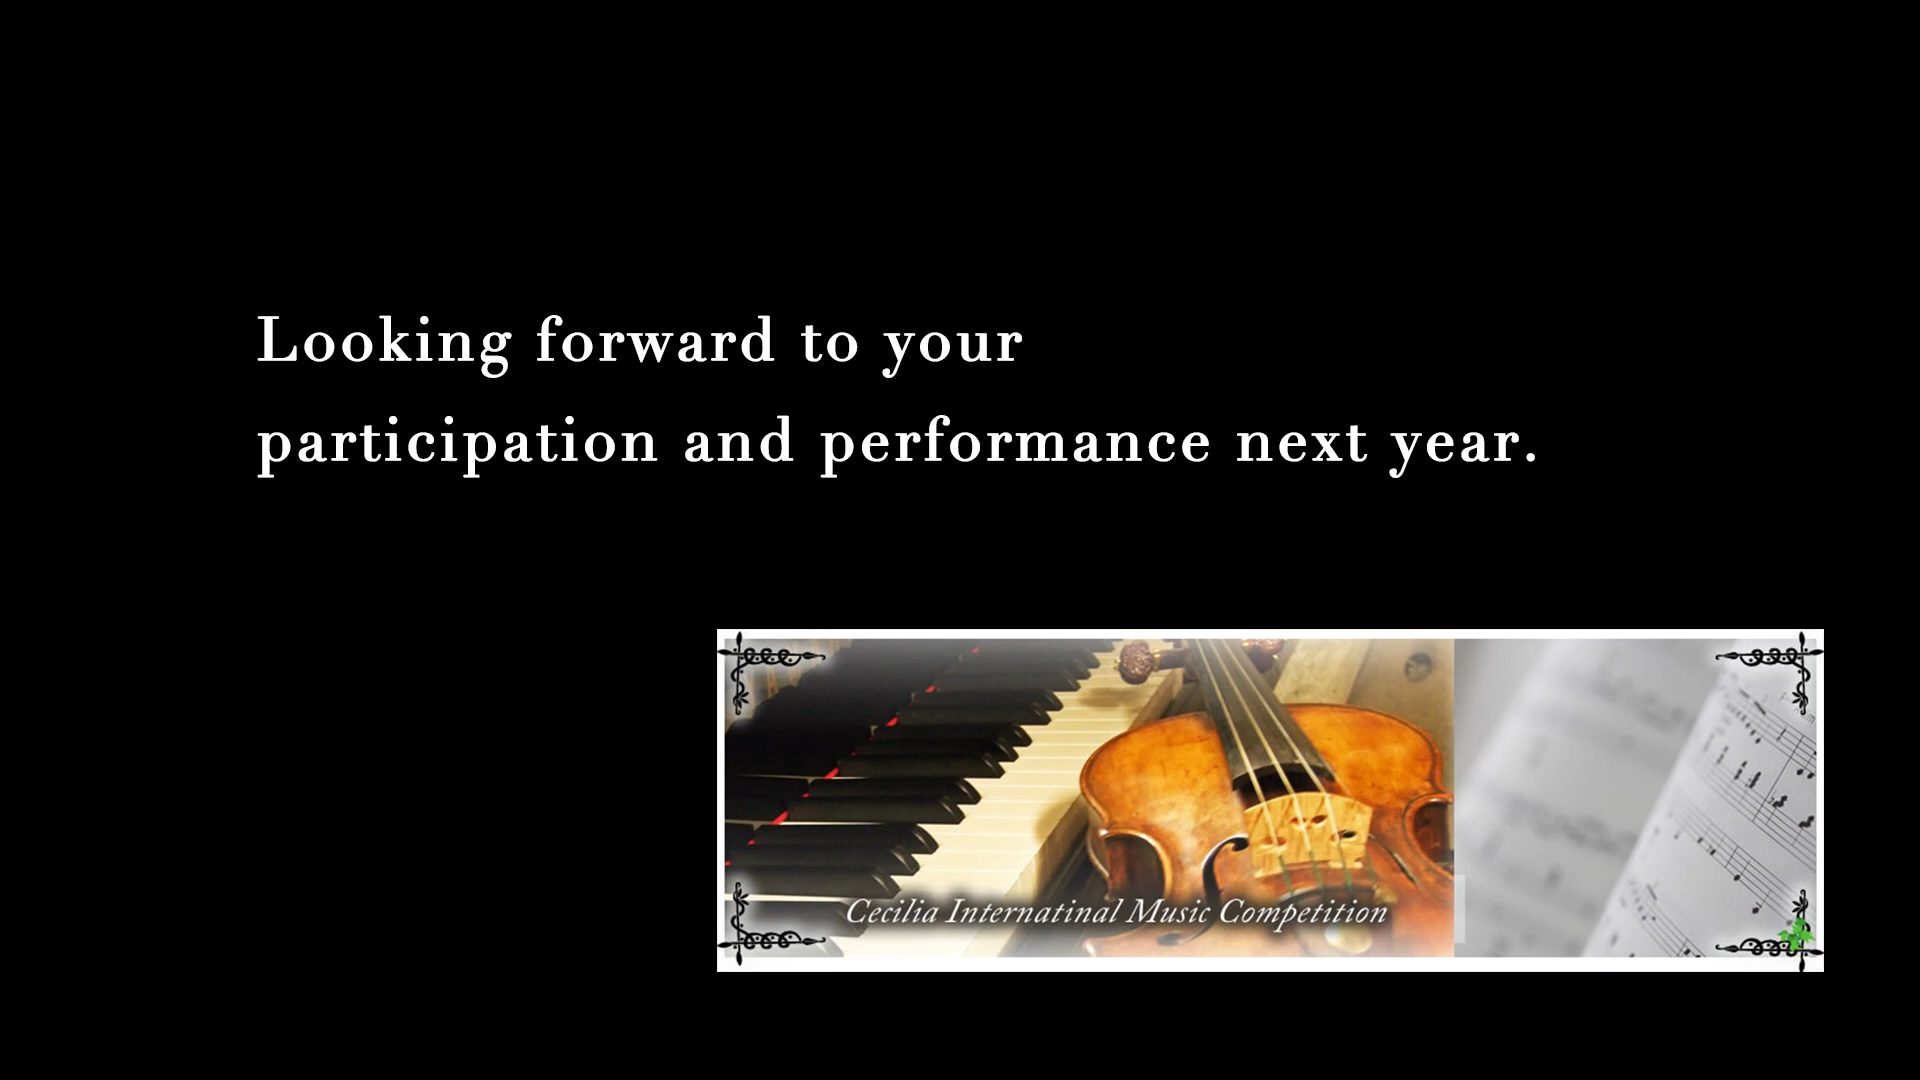 Looking forward to your
participation and performance next year.
Cecilia Internatinal Music Competition